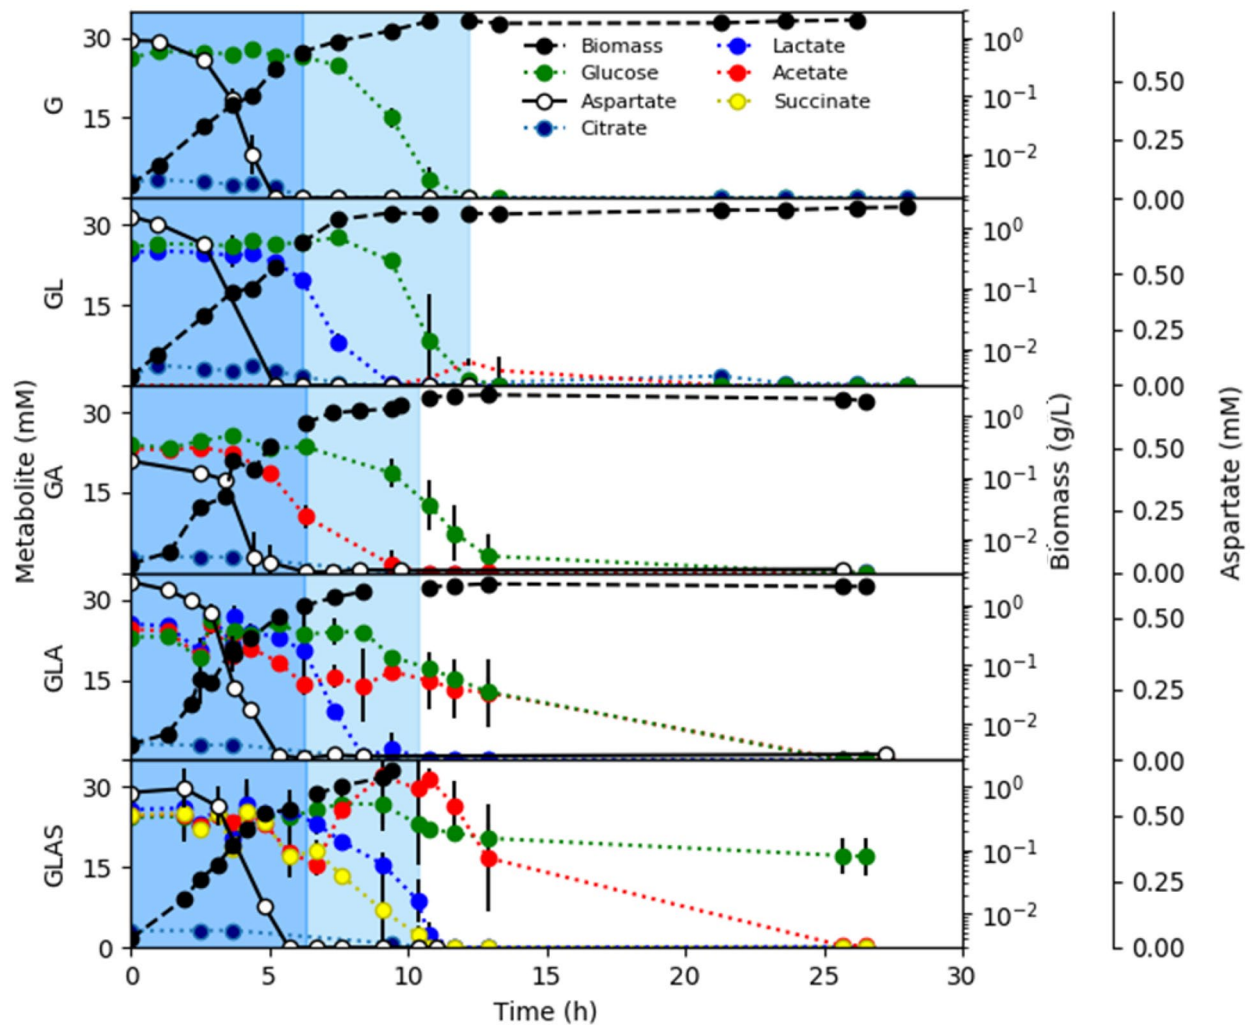 Biomass
Glucose
Aspartate
Citrate
Lactate
Acetate
Succinate
G
30
15
10⁰
10⁻¹
10⁻²
0.50
0.25
0.00
GL
30
15
10⁰
10⁻¹
10⁻²
0.50
0.25
0.00
GA
30
15
10⁰
10⁻¹
10⁻²
0.50
0.25
0.00
GLA
30
15
10⁰
10⁻¹
10⁻²
0.50
0.25
0.00
GLAS
30
15
0
10⁰
10⁻¹
10⁻²
0.50
0.25
0.00
Metabolite (mM)
Biomass (g/L)
Aspartate (mM)
0 5 10 15 20 25 30
Time (h)